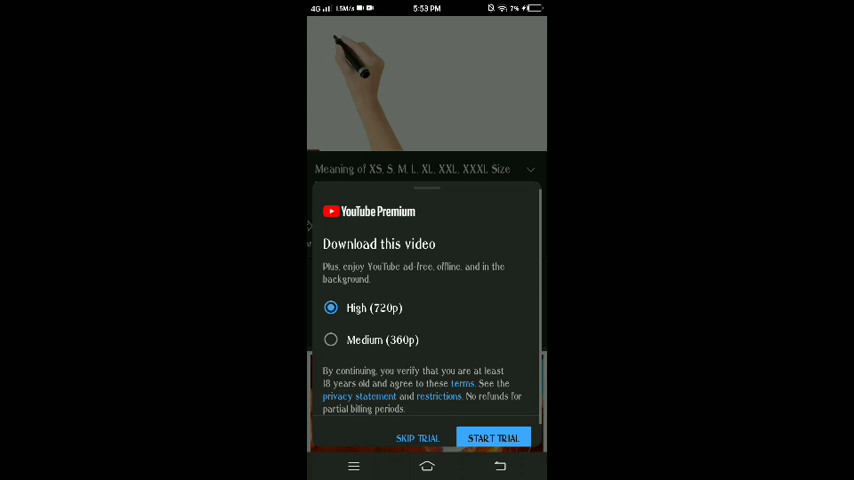 4G 1.5M/s 5:53 PM 7%
Meaning of XS, S, M, L, XL, XXL, XXXL Size
YouTube Premium
Download this video
Plus, enjoy YouTube ad-free, offline, and in the
background.
High (720p)
Medium (360p)
By continuing, you verify that you are at least
18 years old and agree to these terms. See the
privacy statement and restrictions. No refunds for
partial billing periods.
SKIP TRIAL START TRIAL